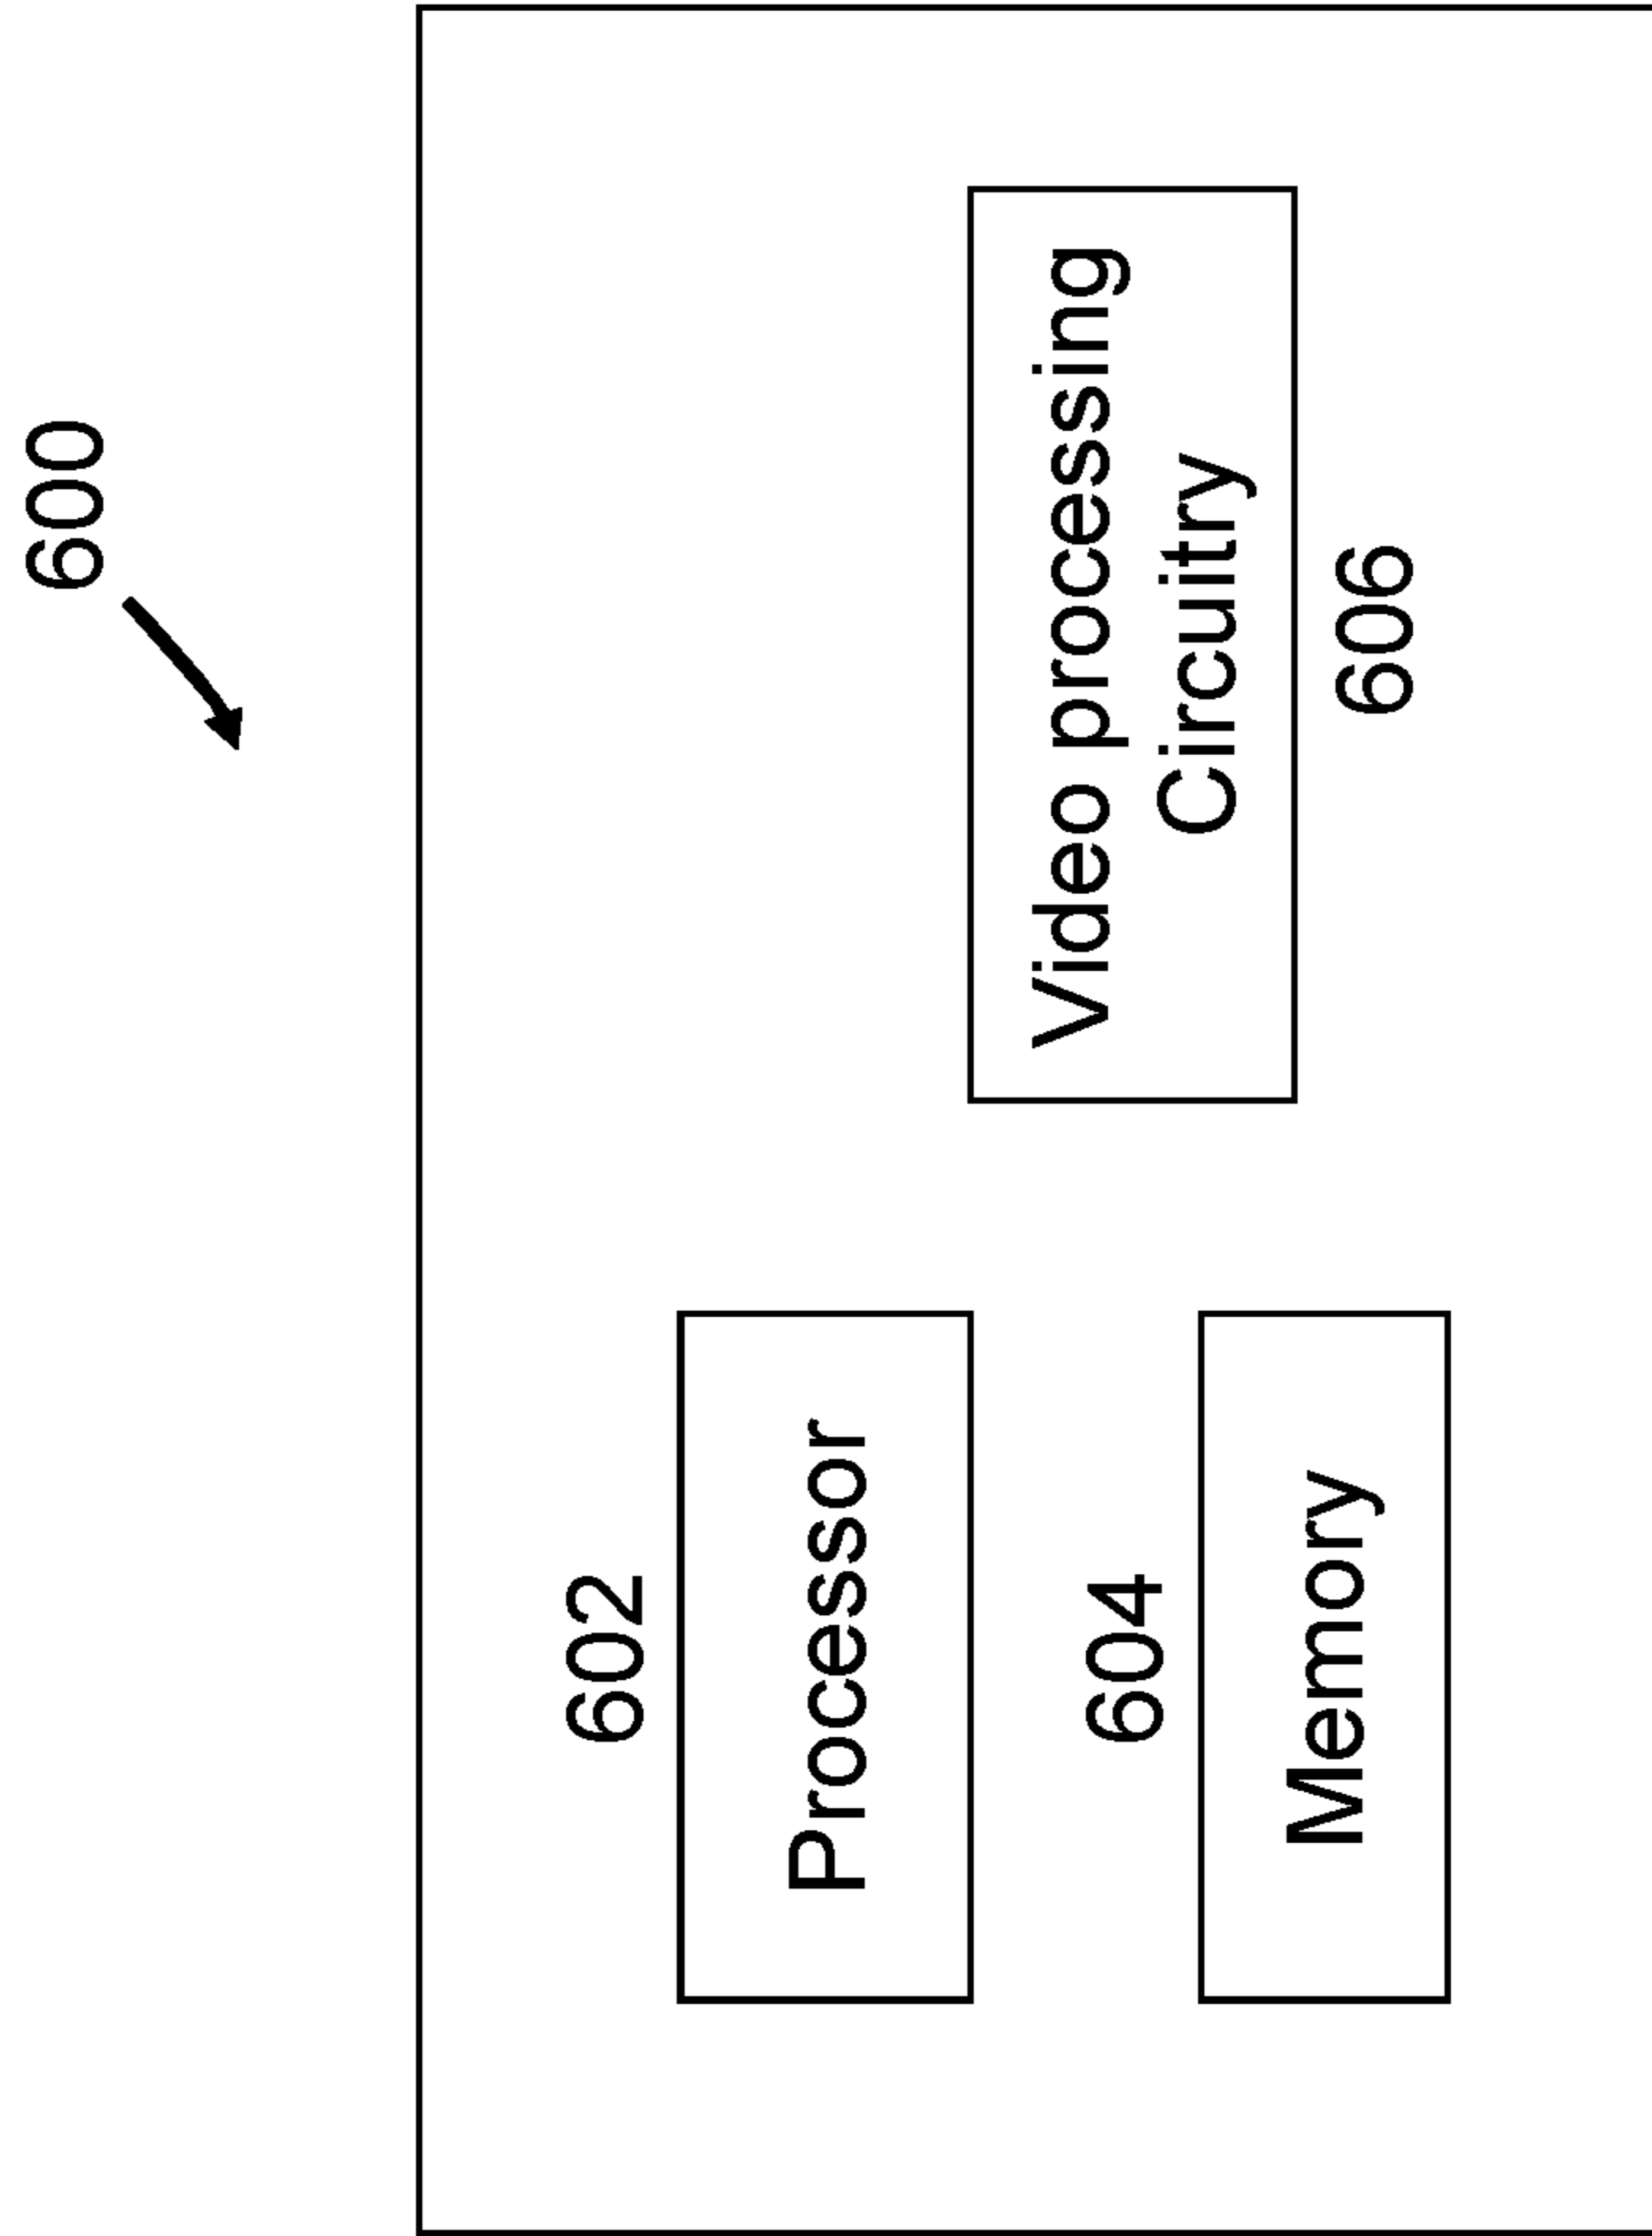 600
602
Processor
604
Memory
Video processing
Circuitry
606